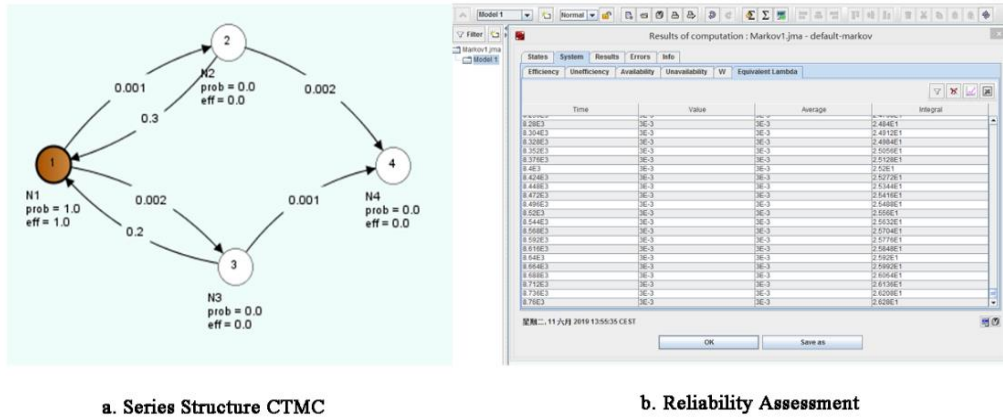 2
N2
prob = 0.0
eff = 0.0
0.001
0.002
0.3
1
N1
prob = 1.0
eff = 1.0
4
N4
prob = 0.0
eff = 0.0
0.002
0.001
0.2
3
N3
prob = 0.0
eff = 0.0
a. Series Structure CTMC
Model 1
Normal
Filter
Markov1.jma
Model 1
Results of computation : Markov1.jma - default-markov
States System Results Errors Info
Efficiency Unefficiency Availability Unavailability W Equivalent Lambda
Time Value Average Integral
8.28E3 3E-3 3E-3 2.484E1
8.304E3 3E-3 3E-3 2.4912E1
8.328E3 3E-3 3E-3 2.4984E1
8.352E3 3E-3 3E-3 2.5056E1
8.376E3 3E-3 3E-3 2.5128E1
8.4E3 3E-3 3E-3 2.52E1
8.424E3 3E-3 3E-3 2.5272E1
8.448E3 3E-3 3E-3 2.5344E1
8.472E3 3E-3 3E-3 2.5416E1
8.496E3 3E-3 3E-3 2.5488E1
8.52E3 3E-3 3E-3 2.556E1
8.544E3 3E-3 3E-3 2.5632E1
8.568E3 3E-3 3E-3 2.5704E1
8.592E3 3E-3 3E-3 2.5776E1
8.616E3 3E-3 3E-3 2.5848E1
8.64E3 3E-3 3E-3 2.592E1
8.664E3 3E-3 3E-3 2.5992E1
8.688E3 3E-3 3E-3 2.6064E1
8.712E3 3E-3 3E-3 2.6136E1
8.736E3 3E-3 3E-3 2.6208E1
8.76E3 3E-3 3E-3 2.628E1
星期二, 11 六月 2019 13:55:35 CEST
OK Save as
b. Reliability Assessment